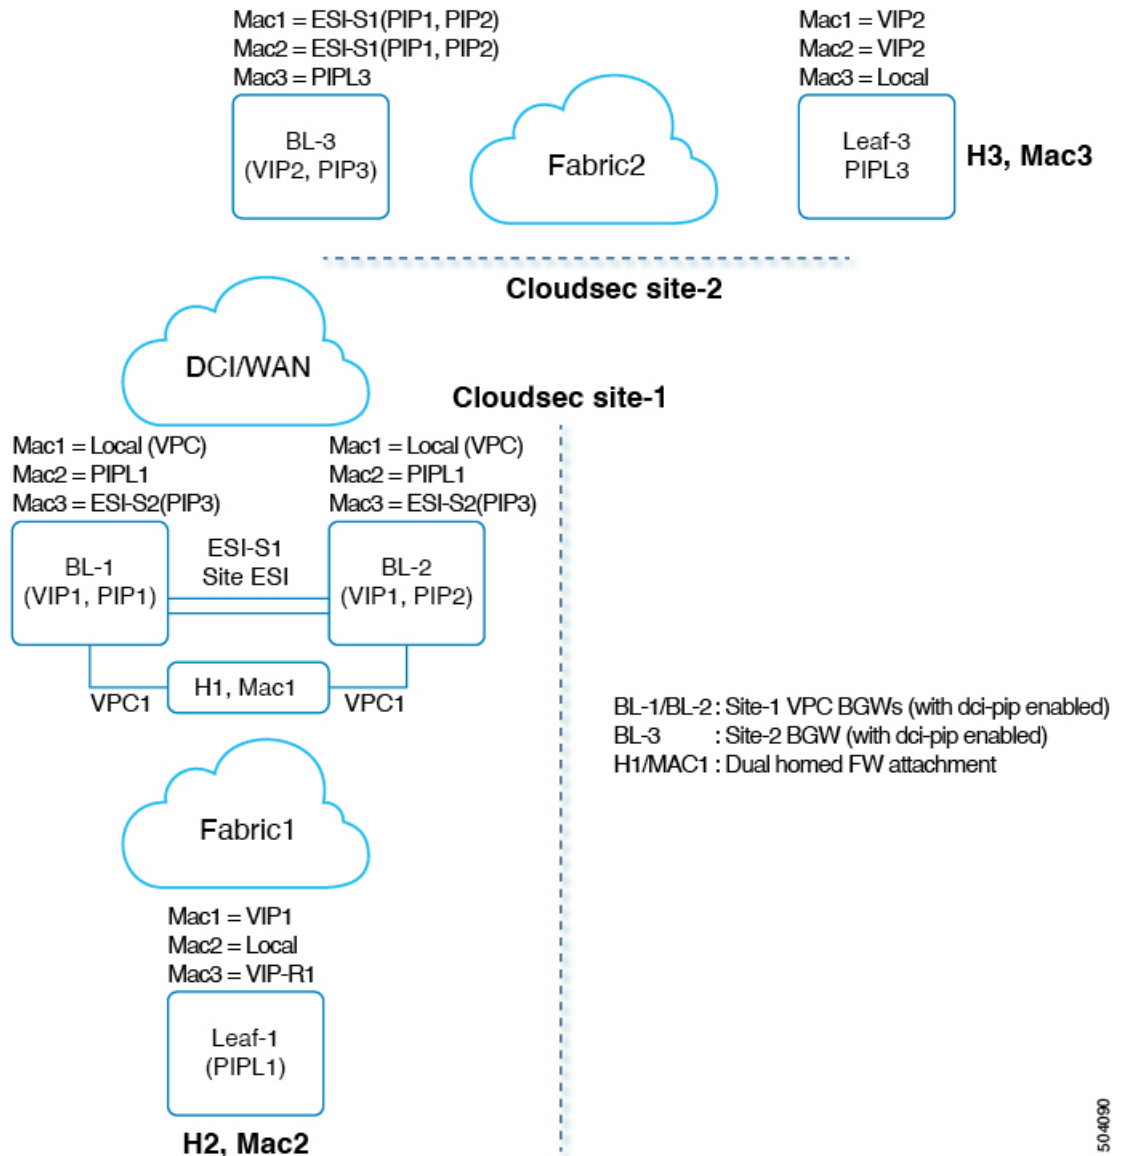 Mac1 = ESI-S1(PIP1, PIP2)
Mac2 = ESI-S1(PIP1, PIP2)
Mac3 = PIPL3
Mac1 = VIP2
Mac2 = VIP2
Mac3 = Local
BL-3
(VIP2, PIP3)
Fabric2
Leaf-3
PIPL3
H3, Mac3
Cloudsec site-2
DCI/WAN
Cloudsec site-1
Mac1 = Local (VPC)
Mac2 = PIPL1
Mac3 = ESI-S2(PIP3)
Mac1 = Local (VPC)
Mac2 = PIPL1
Mac3 = ESI-S2(PIP3)
BL-1
(VIP1, PIP1)
ESI-S1
Site ESI
BL-2
(VIP1, PIP2)
VPC1
H1, Mac1
VPC1
BL-1/BL-2 : Site-1 VPC BGWs (with dci-pip enabled)
BL-3 : Site-2 BGW (with dci-pip enabled)
H1/MAC1 : Dual homed FW attachment
Fabric1
Mac1 = VIP1
Mac2 = Local
Mac3 = VIP-R1
Leaf-1
(PIPL1)
H2, Mac2
504090